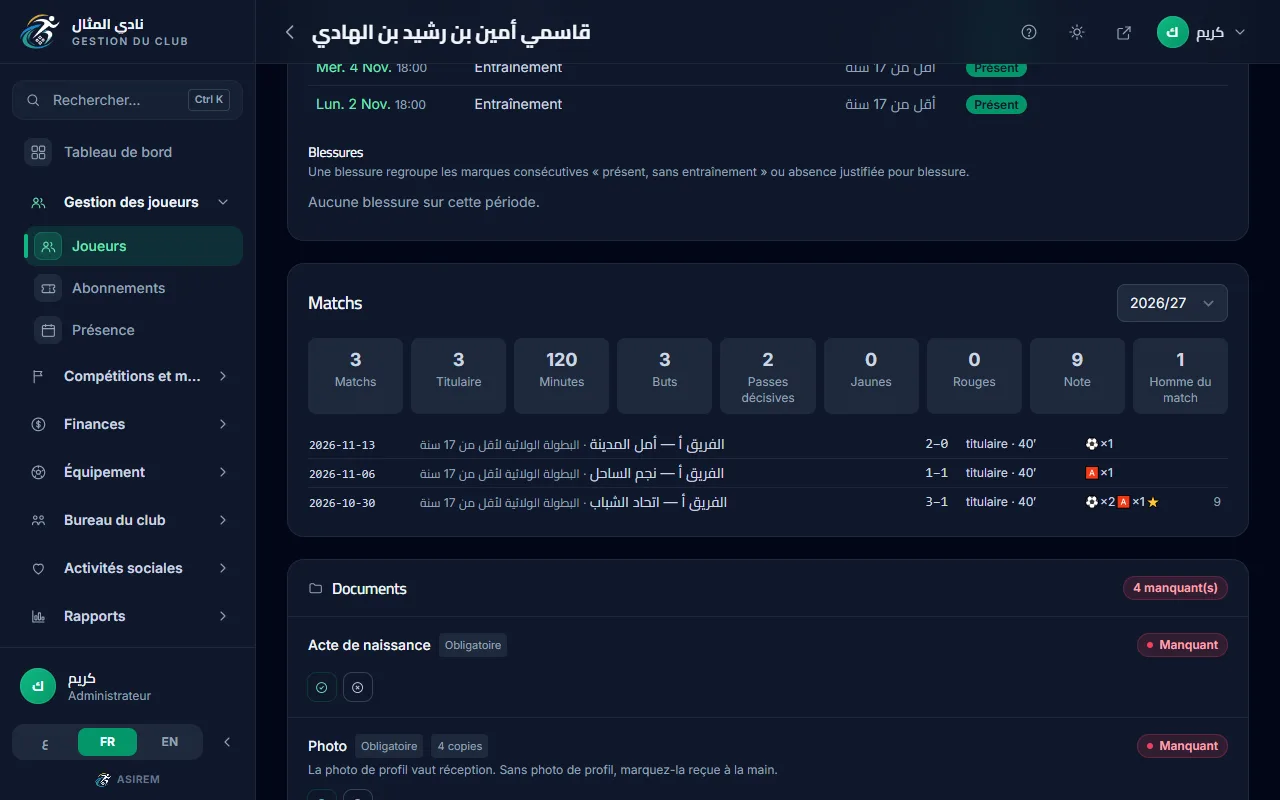 نادي المثال
GESTION DU CLUB
Rechercher...
Ctrl K
Tableau de bord
Gestion des joueurs
Joueurs
Abonnements
Présence
Compétitions et m...
Finances
Équipement
Bureau du club
Activités sociales
Rapports
كريم
Administrateur
ع
FR
EN
ASIREM
قاسمي أمين بن رشيد بن الهادي
ك
كريم
Mer. 4 Nov. 18:00 Entraînement أقل من 17 سنة Présent
Lun. 2 Nov. 18:00 Entraînement أقل من 17 سنة Présent
Blessures
Une blessure regroupe les marques consécutives « présent, sans entraînement » ou absence justifiée pour blessure.
Aucune blessure sur cette période.
Matchs
2026/27
3 Matchs
3 Titulaire
120 Minutes
3 Buts
2 Passes décisives
0 Jaunes
0 Rouges
9 Note
1 Homme du match
2026-11-13 الفريق أ — أمل المدينة · البطولة الولائية لأقل من 17 سنة 2–0 titulaire · 40′ ⚽×1
2026-11-06 الفريق أ — نجم الساحل · البطولة الولائية لأقل من 17 سنة 1–1 titulaire · 40′ 🅰×1
2026-10-30 الفريق أ — اتحاد الشباب · البطولة الولائية لأقل من 17 سنة 3–1 titulaire · 40′ ⚽×2 🅰×1⭐ 9
Documents
4 manquant(s)
Acte de naissance Obligatoire Manquant
Photo Obligatoire 4 copies Manquant
La photo de profil vaut réception. Sans photo de profil, marquez-la reçue à la main.